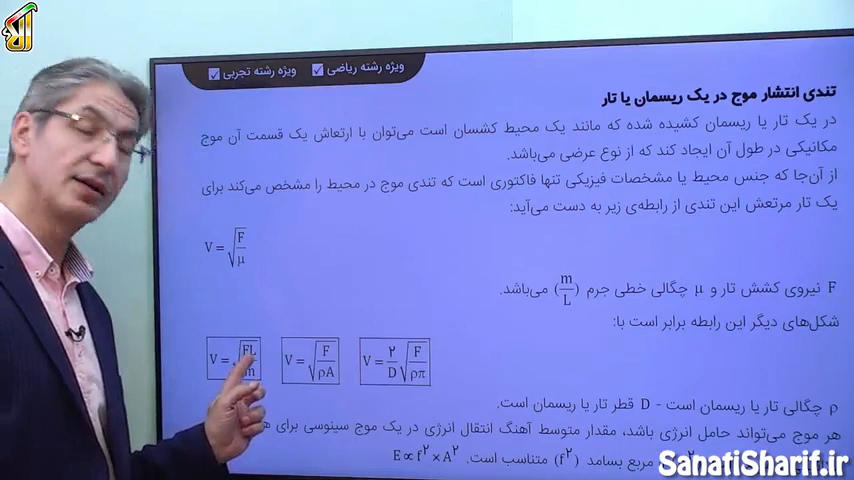 ویژه رشته ریاضی ☑ ویژه رشته تجربی ☑
تندی انتشار موج در یک ریسمان یا تار
در یک تار یا ریسمان کشیده شده که مانند یک محیط کشسان است می‌توان با ارتعاش یک قسمت آن موج
مکانیکی در طول آن ایجاد کند که از نوع عرضی می‌باشد.
از آن‌جا که جنس محیط یا مشخصات فیزیکی تنها فاکتوری است که تندی موج در محیط را مشخص می‌کند برای
یک تار مرتعش این تندی از رابطه‌ی زیر به دست می‌آید:
V = √(F/μ)
F نیروی کشش تار و μ چگالی خطی جرم (m/L) می‌باشد.
شکل‌های دیگر این رابطه برابر است با:
V = √(FL/m) V = √(F/ρA) V = ۲/D √(F/ρπ)
ρ چگالی تار یا ریسمان است - D قطر تار یا ریسمان است.
هر موج می‌تواند حامل انرژی باشد، مقدار متوسط آهنگ انتقال انرژی در یک موج سینوسی برای
مربع بسامد (f۲) متناسب است. E∝f۲×A۲
SanatiSharif.ir